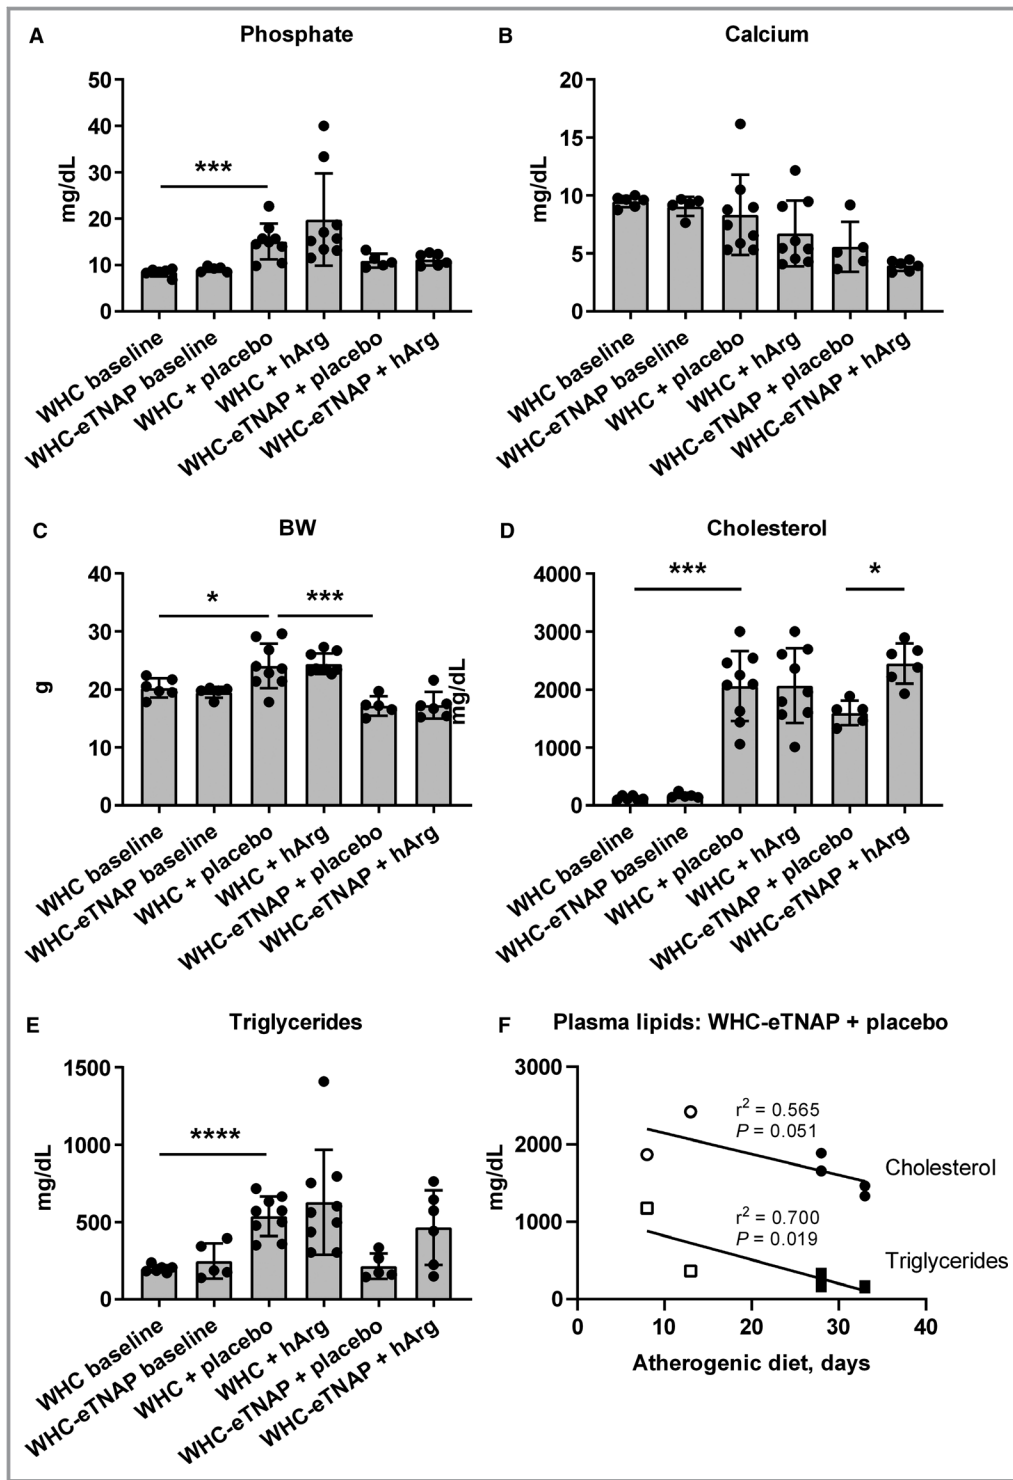 A
Phosphate
mg/dL
50
40
30
20
10
0
***
WHC baseline
WHC-eTNAP baseline
WHC + placebo
WHC + hArg
WHC-eTNAP + placebo
WHC-eTNAP + hArg
B
Calcium
mg/dL
20
15
10
5
0
WHC baseline
WHC-eTNAP baseline
WHC + placebo
WHC + hArg
WHC-eTNAP + placebo
WHC-eTNAP + hArg
C
BW
g
40
30
20
10
0
*
***
WHC baseline
WHC-eTNAP baseline
WHC + placebo
WHC + hArg
WHC-eTNAP + placebo
WHC-eTNAP + hArg
D
Cholesterol
mg/dL
4000
3000
2000
1000
0
***
*
WHC baseline
WHC-eTNAP baseline
WHC + placebo
WHC + hArg
WHC-eTNAP + placebo
WHC-eTNAP + hArg
E
Triglycerides
mg/dL
1500
1000
500
0
****
WHC baseline
WHC-eTNAP baseline
WHC + placebo
WHC + hArg
WHC-eTNAP + placebo
WHC-eTNAP + hArg
F
Plasma lipids: WHC-eTNAP + placebo
mg/dL
3000
2000
1000
0
r² = 0.565
P = 0.051
Cholesterol
r² = 0.700
P = 0.019
Triglycerides
0 10 20 30 40
Atherogenic diet, days